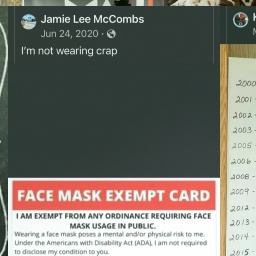 Jamie Lee McCombs
Jun 24, 2020 ·
I'm not wearing crap
FACE MASK EXEMPT CARD
I AM EXEMPT FROM ANY ORDINANCE REQUIRING FACE
MASK USAGE IN PUBLIC.
Wearing a face mask poses a mental and/or physical risk to me.
Under the Americans with Disability Act (ADA), I am not required
to disclose my condition to you.
2000
2001 -
2002 -
2003 -
2005 -
2006 -
2008 -
2009 -
2012 -
2013 -
2014 -
2015 -